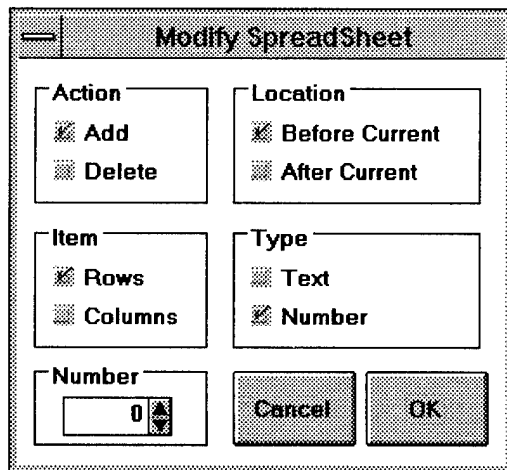 Modify SpreadSheet
Action
Add
Delete
Location
Before Current
After Current
Item
Rows
Columns
Type
Text
Number
Number
0
Cancel
OK